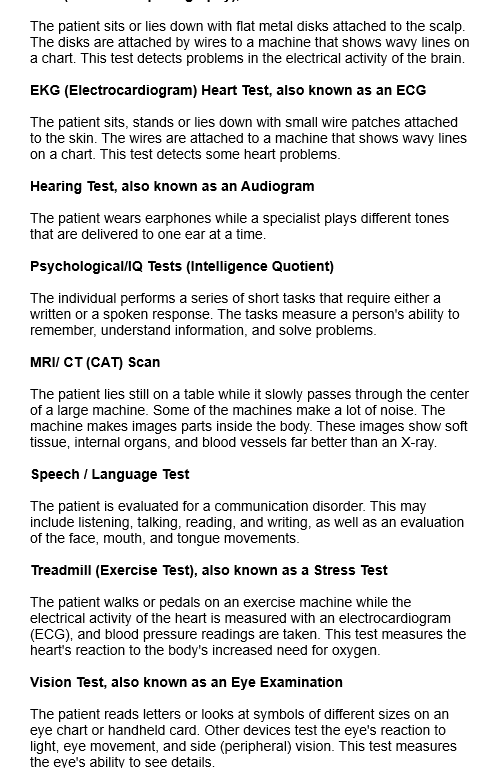 The patient sits or lies down with flat metal disks attached to the scalp.
The disks are attached by wires to a machine that shows wavy lines on
a chart. This test detects problems in the electrical activity of the brain.
EKG (Electrocardiogram) Heart Test, also known as an ECG
The patient sits, stands or lies down with small wire patches attached
to the skin. The wires are attached to a machine that shows wavy lines
on a chart. This test detects some heart problems.
Hearing Test, also known as an Audiogram
The patient wears earphones while a specialist plays different tones
that are delivered to one ear at a time.
Psychological/IQ Tests (Intelligence Quotient)
The individual performs a series of short tasks that require either a
written or a spoken response. The tasks measure a person's ability to
remember, understand information, and solve problems.
MRI/ CT (CAT) Scan
The patient lies still on a table while it slowly passes through the center
of a large machine. Some of the machines make a lot of noise. The
machine makes images parts inside the body. These images show soft
tissue, internal organs, and blood vessels far better than an X-ray.
Speech / Language Test
The patient is evaluated for a communication disorder. This may
include listening, talking, reading, and writing, as well as an evaluation
of the face, mouth, and tongue movements.
Treadmill (Exercise Test), also known as a Stress Test
The patient walks or pedals on an exercise machine while the
electrical activity of the heart is measured with an electrocardiogram
(ECG), and blood pressure readings are taken. This test measures the
heart's reaction to the body's increased need for oxygen.
Vision Test, also known as an Eye Examination
The patient reads letters or looks at symbols of different sizes on an
eye chart or handheld card. Other devices test the eye's reaction to
light, eye movement, and side (peripheral) vision. This test measures
the eye's ability to see details.